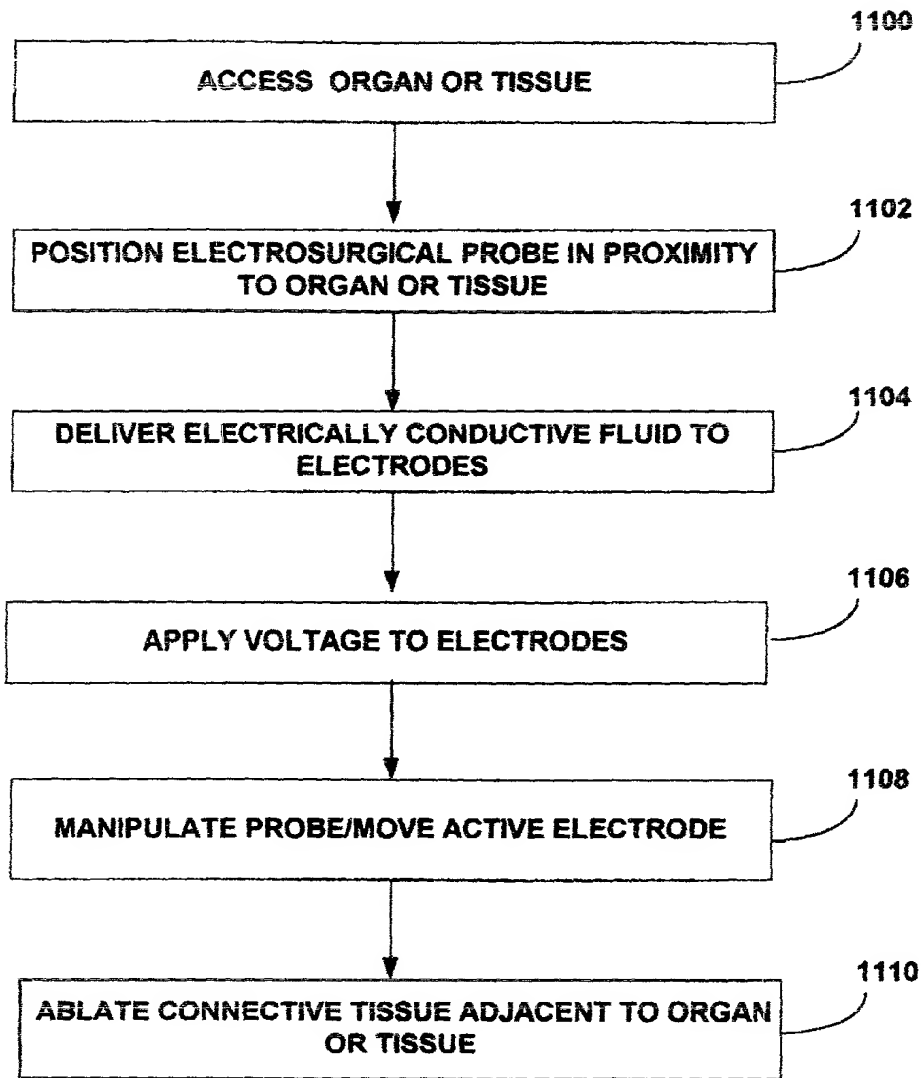 1100
ACCESS ORGAN OR TISSUE
1102
POSITION ELECTROSURGICAL PROBE IN PROXIMITY
TO ORGAN OR TISSUE
1104
DELIVER ELECTRICALLY CONDUCTIVE FLUID TO
ELECTRODES
1106
APPLY VOLTAGE TO ELECTRODES
1108
MANIPULATE PROBE/MOVE ACTIVE ELECTRODE
1110
ABLATE CONNECTIVE TISSUE ADJACENT TO ORGAN
OR TISSUE